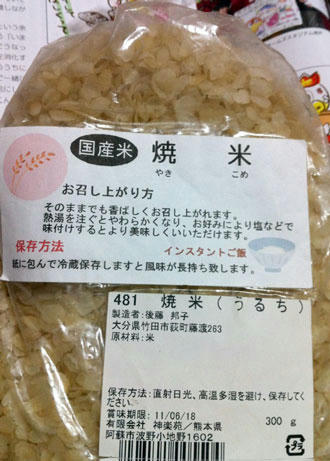 国産米 焼 米
やき こめ
お召し上がり方
そのままでも香ばしくお召し上がれます。
熱湯を注ぐとやわらかくなり、お好みにより塩などで
味付けするとより美味しくいいただけます。
保存方法
インスタントご飯
紙に包んで冷蔵保存しますと風味が長持ち致します。
481 焼米(うるち)
製造者:後藤 邦子
大分県竹田市荻町藤渡263
原材料:米
保存方法:直射日光、高温多湿を避け、保存してく
ださい
賞味期限: 11/06/18
300 g
有限会社 神楽苑/熊本県
阿蘇市波野小地野1602
プラ